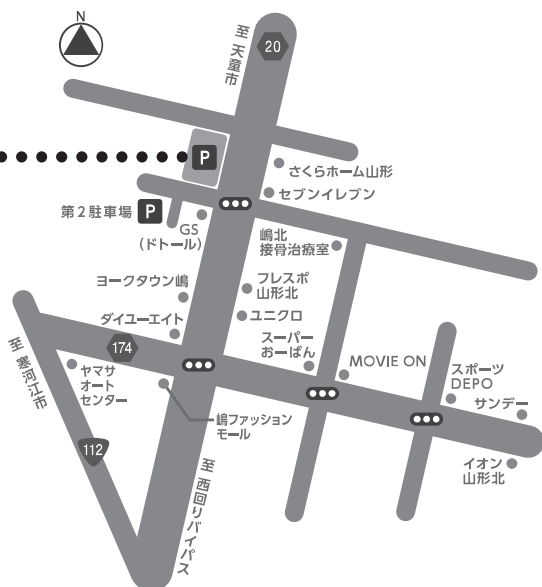 N
至 天童市
20
P
さくらホーム山形
セブンイレブン
第2駐車場 P
GS
(ドトール)
嶋北
接骨治療室
ヨークタウン嶋
フレスポ
山形北
ダイユーエイト
ユニクロ
スーパー
おーばん
MOVIE ON
スポーツ
DEPO
サンデー
174
至 寒河江市
ヤマサ
オート
センター
嶋ファッション
モール
112
至 西回りバイパス
イオン
山形北